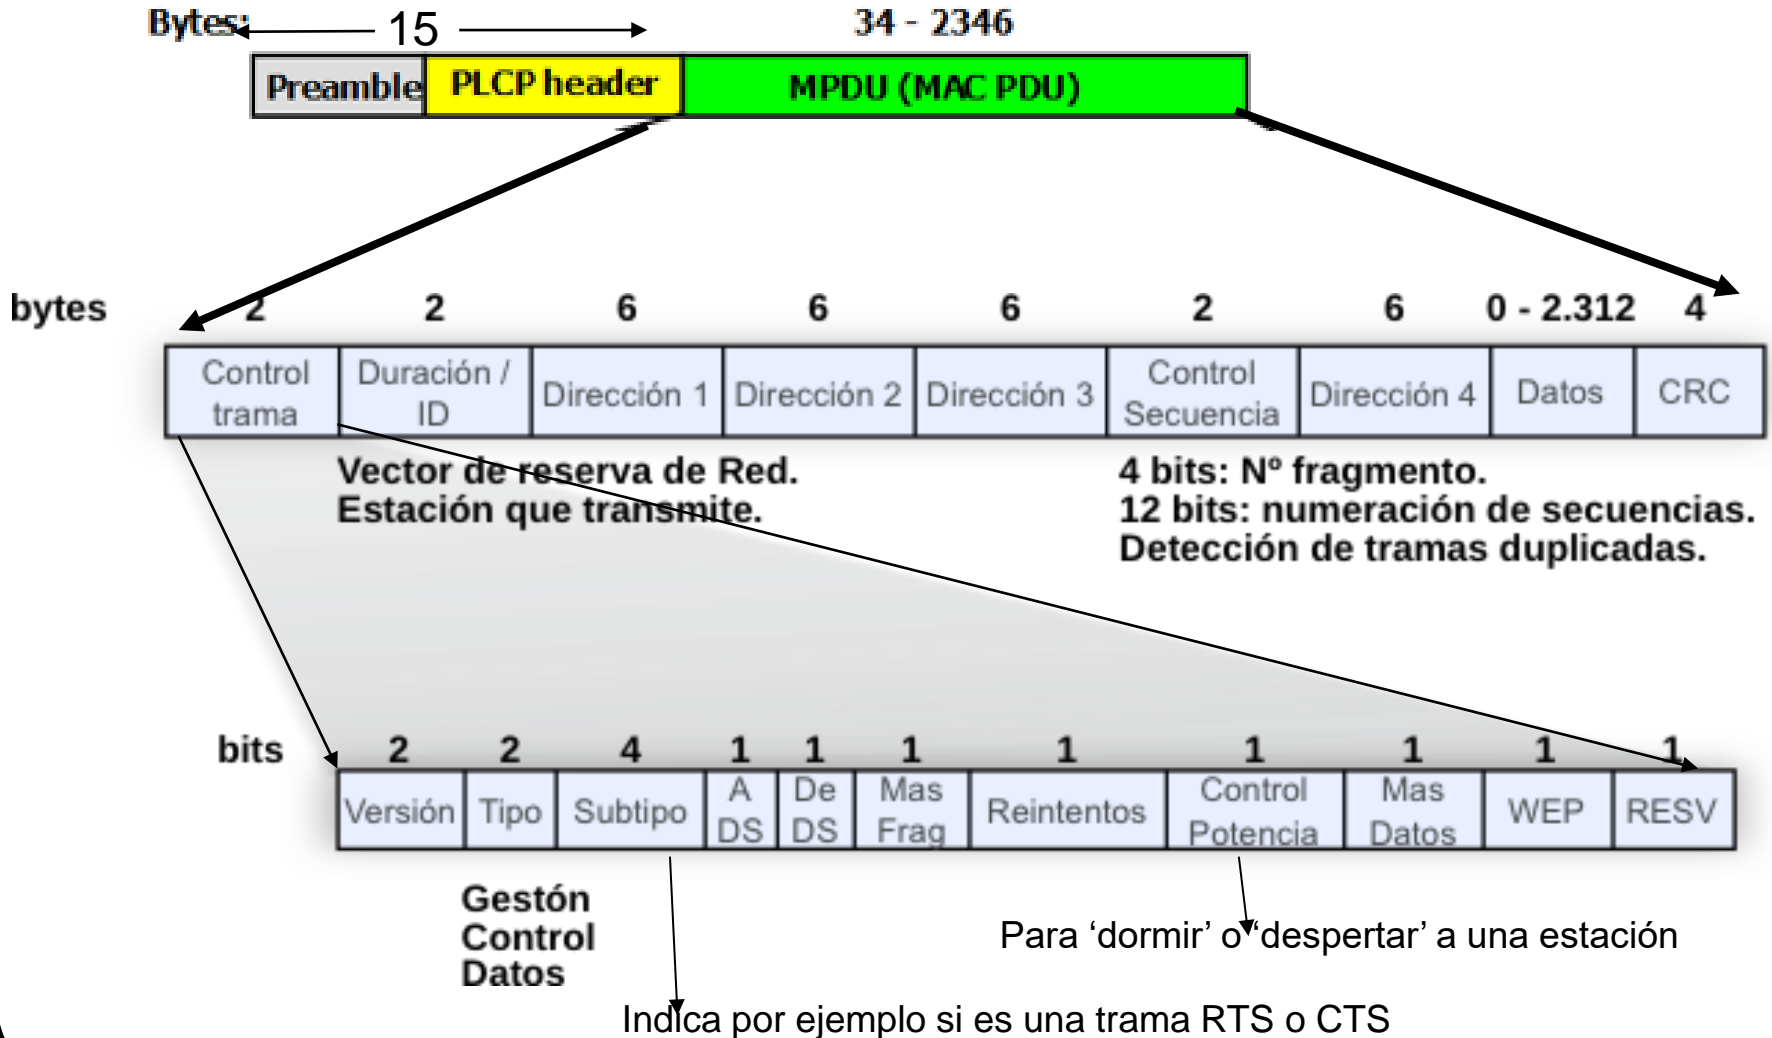 Bytes: 15 34 - 2346
Preamble PLCP header MPDU (MAC PDU)
bytes 2 2 6 6 6 2 6 0 - 2.312 4
Control trama Duración / ID Dirección 1 Dirección 2 Dirección 3 Control Secuencia Dirección 4 Datos CRC
Vector de reserva de Red.
Estación que transmite.
4 bits: Nº fragmento.
12 bits: numeración de secuencias.
Detección de tramas duplicadas.
bits 2 2 4 1 1 1 1 1 1 1 1
Versión Tipo Subtipo A DS De DS Mas Frag Reintentos Control Potencia Mas Datos WEP RESV
Gestón
Control
Datos
Para ‘dormir’ o ‘despertar’ a una estación
Indica por ejemplo si es una trama RTS o CTS